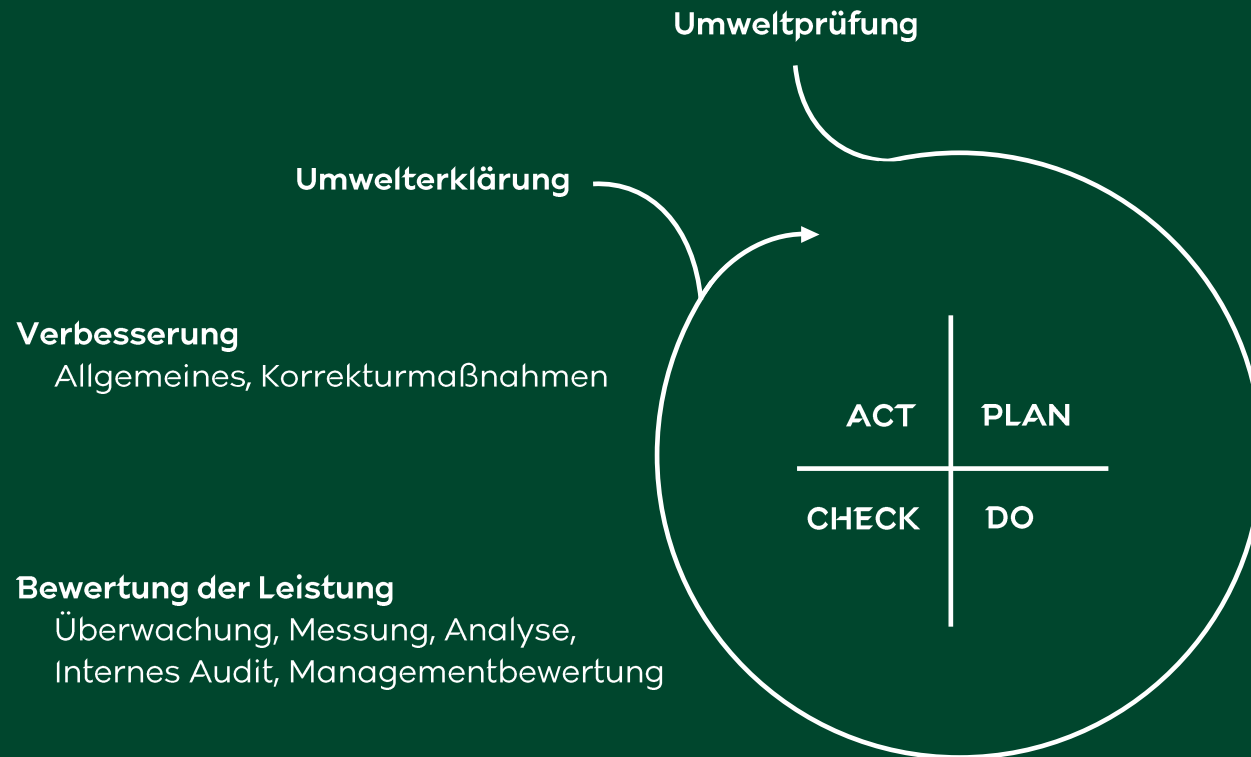 Umweltprüfung
Umwelterklärung
Verbesserung
Allgemeines, Korrekturmaßnahmen
ACT
PLAN
CHECK
DO
Bewertung der Leistung
Überwachung, Messung, Analyse,
Internes Audit, Managementbewertung